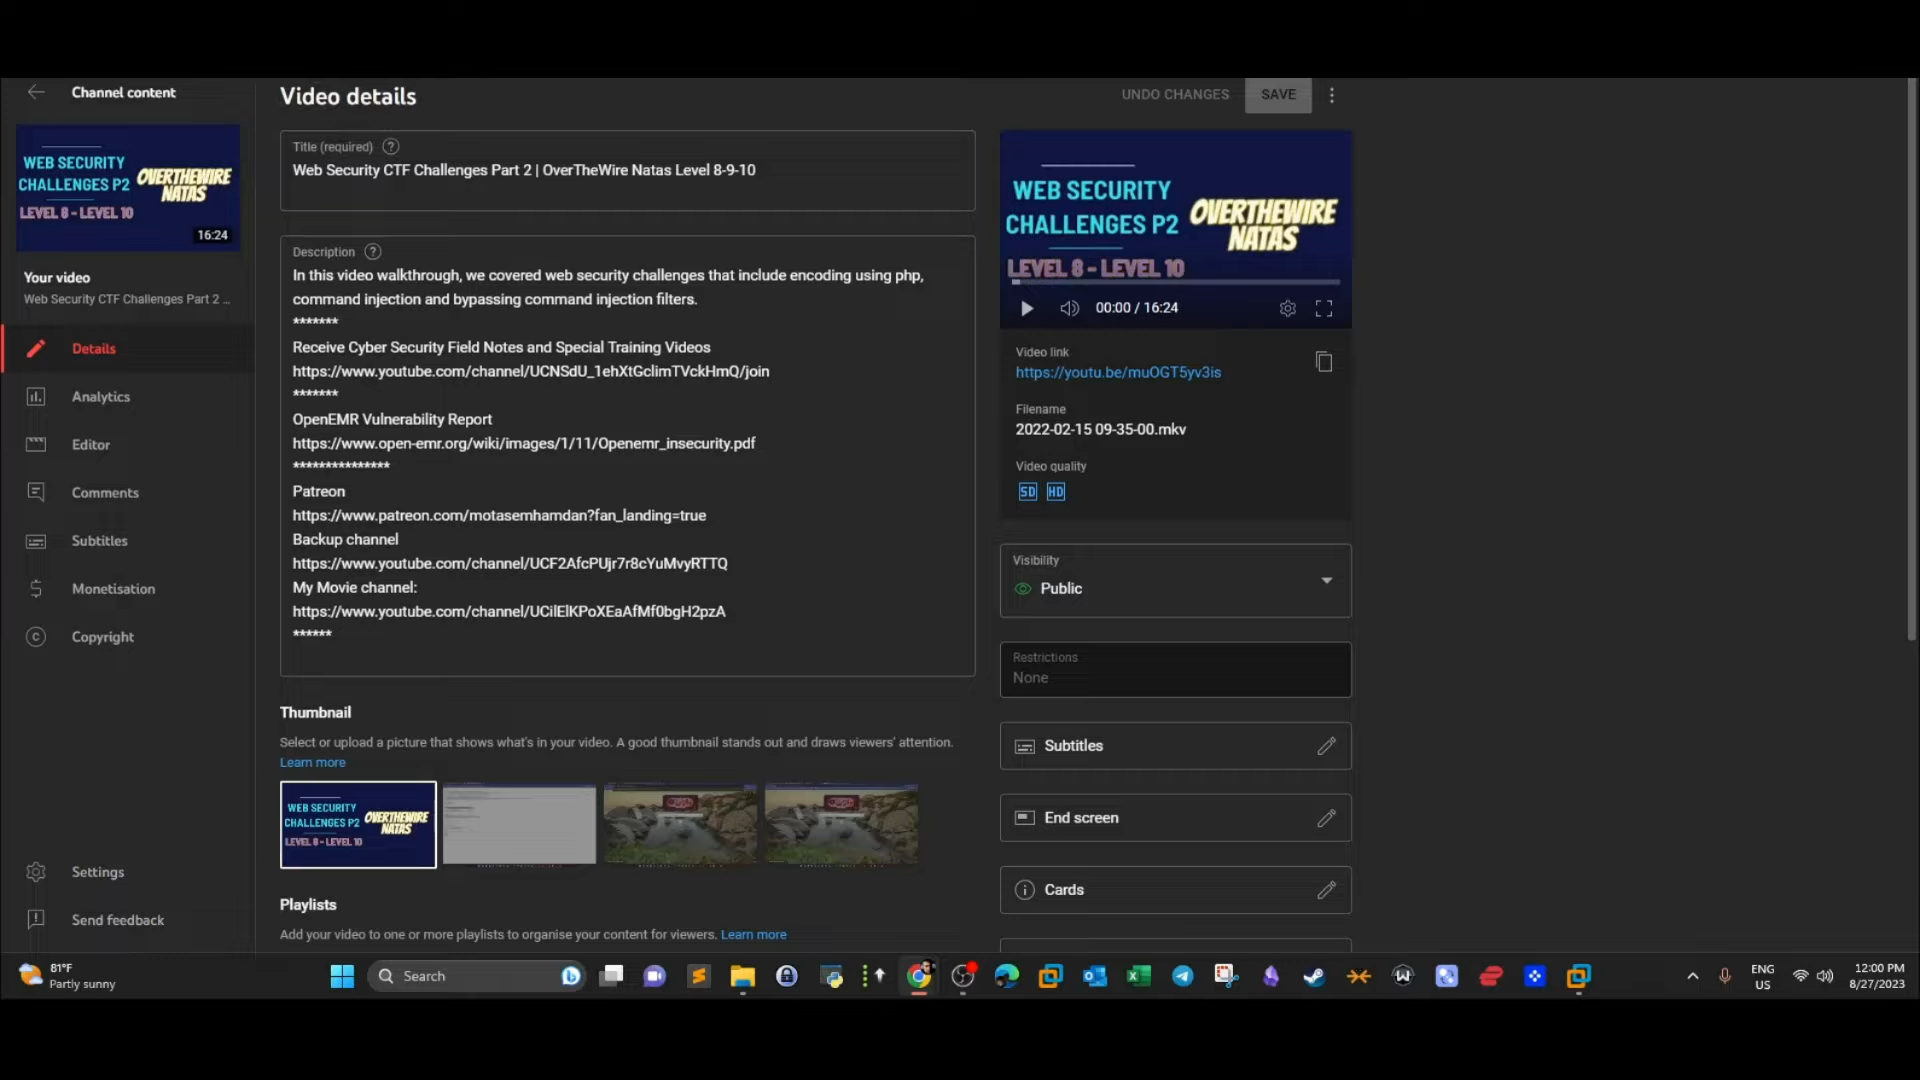 Channel content
WEB SECURITY
CHALLENGES P2
OVERTHEWIRE
NATAS
LEVEL 8 - LEVEL 10
16:24
Your video
Web Security CTF Challenges Part 2 ...
Details
Analytics
Editor
Comments
Subtitles
Monetisation
Copyright
Settings
Send feedback
Video details
UNDO CHANGES
SAVE
Title (required)
Web Security CTF Challenges Part 2 | OverTheWire Natas Level 8-9-10
Description
In this video walkthrough, we covered web security challenges that include encoding using php,
command injection and bypassing command injection filters.
*******
Receive Cyber Security Field Notes and Special Training Videos
https://www.youtube.com/channel/UCNSdU_1ehXtGclimTVckHmQ/join
*******
OpenEMR Vulnerability Report
https://www.open-emr.org/wiki/images/1/11/Openemr_insecurity.pdf
***************
Patreon
https://www.patreon.com/motasemhamdan?fan_landing=true
Backup channel
https://www.youtube.com/channel/UCF2AfcPUjr7r8cYuMvyRTTQ
My Movie channel:
https://www.youtube.com/channel/UCilElKPoXEaAfMf0bgH2pzA
******
Thumbnail
Select or upload a picture that shows what's in your video. A good thumbnail stands out and draws viewers' attention.
Learn more
WEB SECURITY
CHALLENGES P2
OVERTHEWIRE
NATAS
LEVEL 8 - LEVEL 10
Playlists
Add your video to one or more playlists to organise your content for viewers. Learn more
WEB SECURITY
CHALLENGES P2
OVERTHEWIRE
NATAS
LEVEL 8 - LEVEL 10
00:00 / 16:24
Video link
https://youtu.be/muOGT5yv3is
Filename
2022-02-15 09-35-00.mkv
Video quality
SD HD
Visibility
Public
Restrictions
None
Subtitles
End screen
Cards
81°F
Partly sunny
Search
ENG
US
12:00 PM
8/27/2023